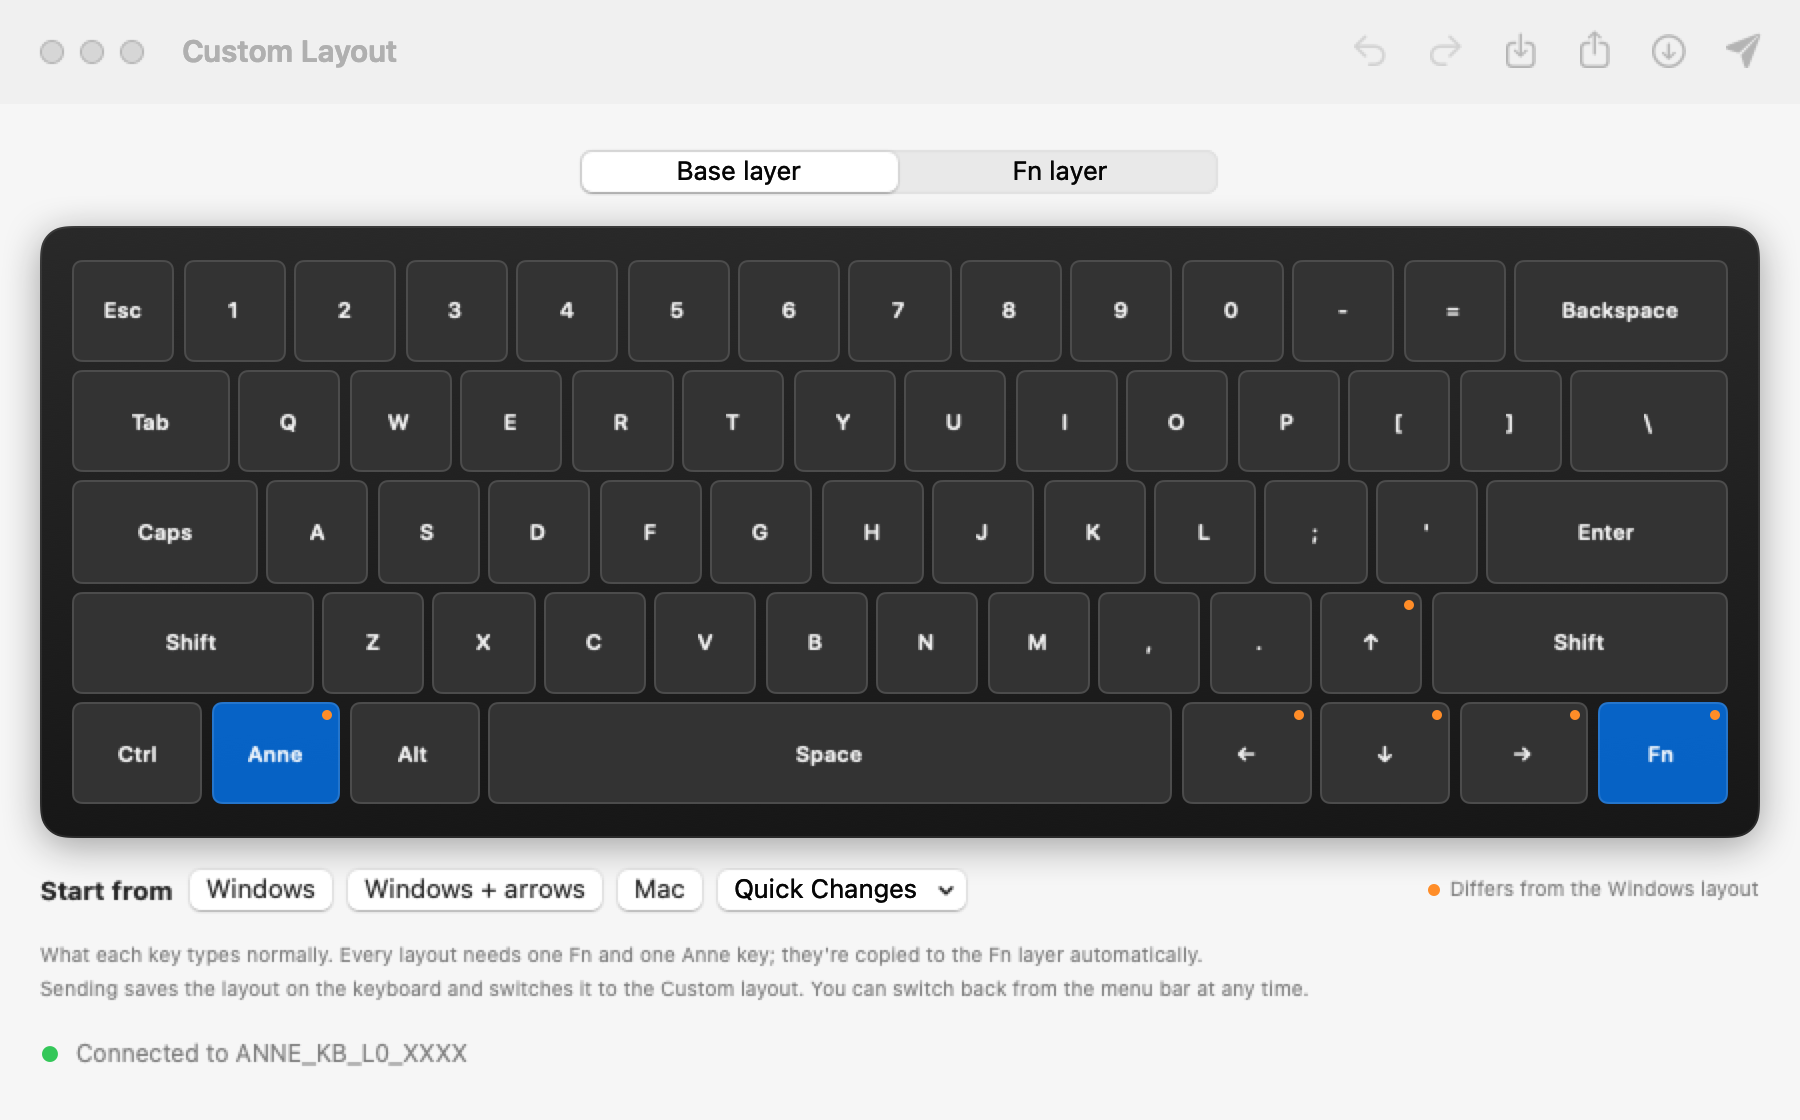 Custom Layout
Base layer Fn layer
Esc 1 2 3 4 5 6 7 8 9 0 - = Backspace
Tab Q W E R T Y U I O P [ ] \
Caps A S D F G H J K L ; ' Enter
Shift Z X C V B N M , . ↑ Shift
Ctrl Anne Alt Space ← ↓ → Fn
Start from Windows Windows + arrows Mac Quick Changes Differs from the Windows layout
What each key types normally. Every layout needs one Fn and one Anne key; they're copied to the Fn layer automatically.
Sending saves the layout on the keyboard and switches it to the Custom layout. You can switch back from the menu bar at any time.
Connected to ANNE_KB_L0_XXXX